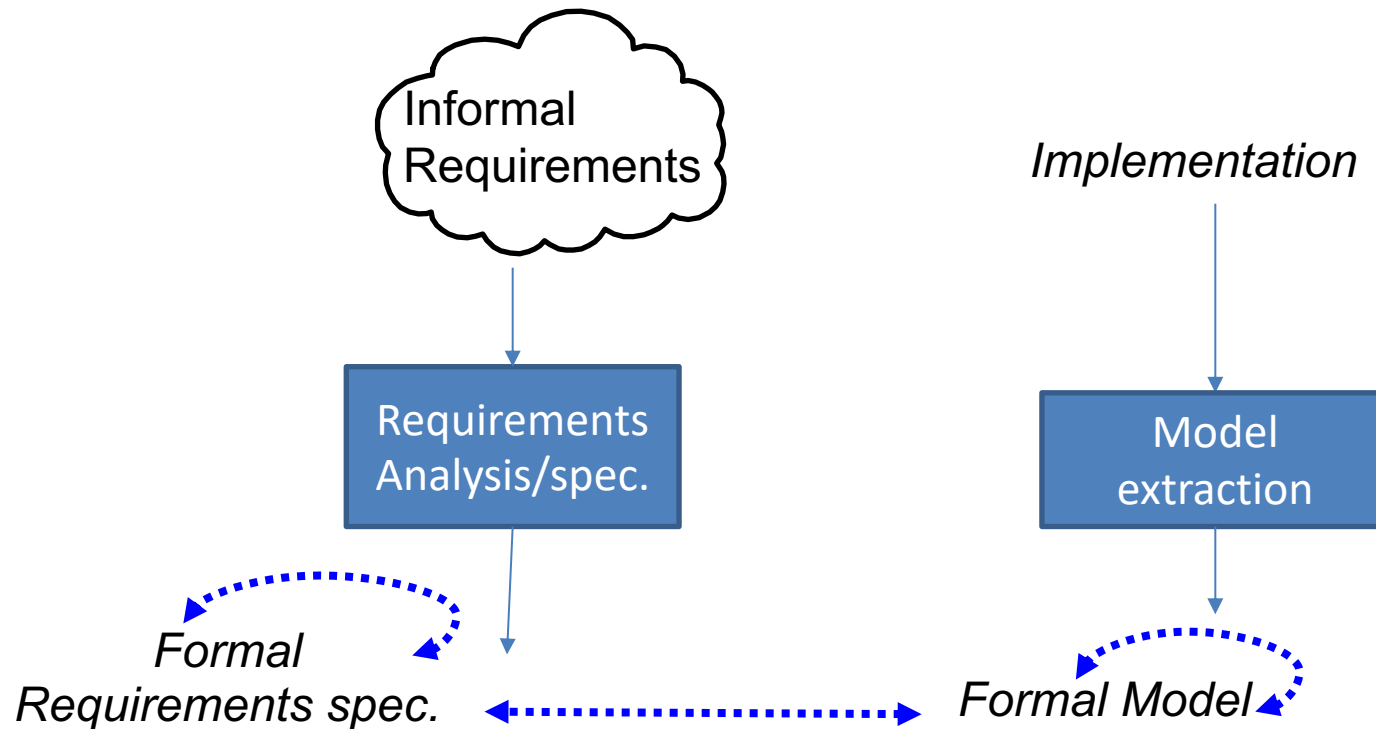 Informal
Requirements
Implementation
Requirements
Analysis/spec.
Model
extraction
Formal
Requirements spec.
Formal Model